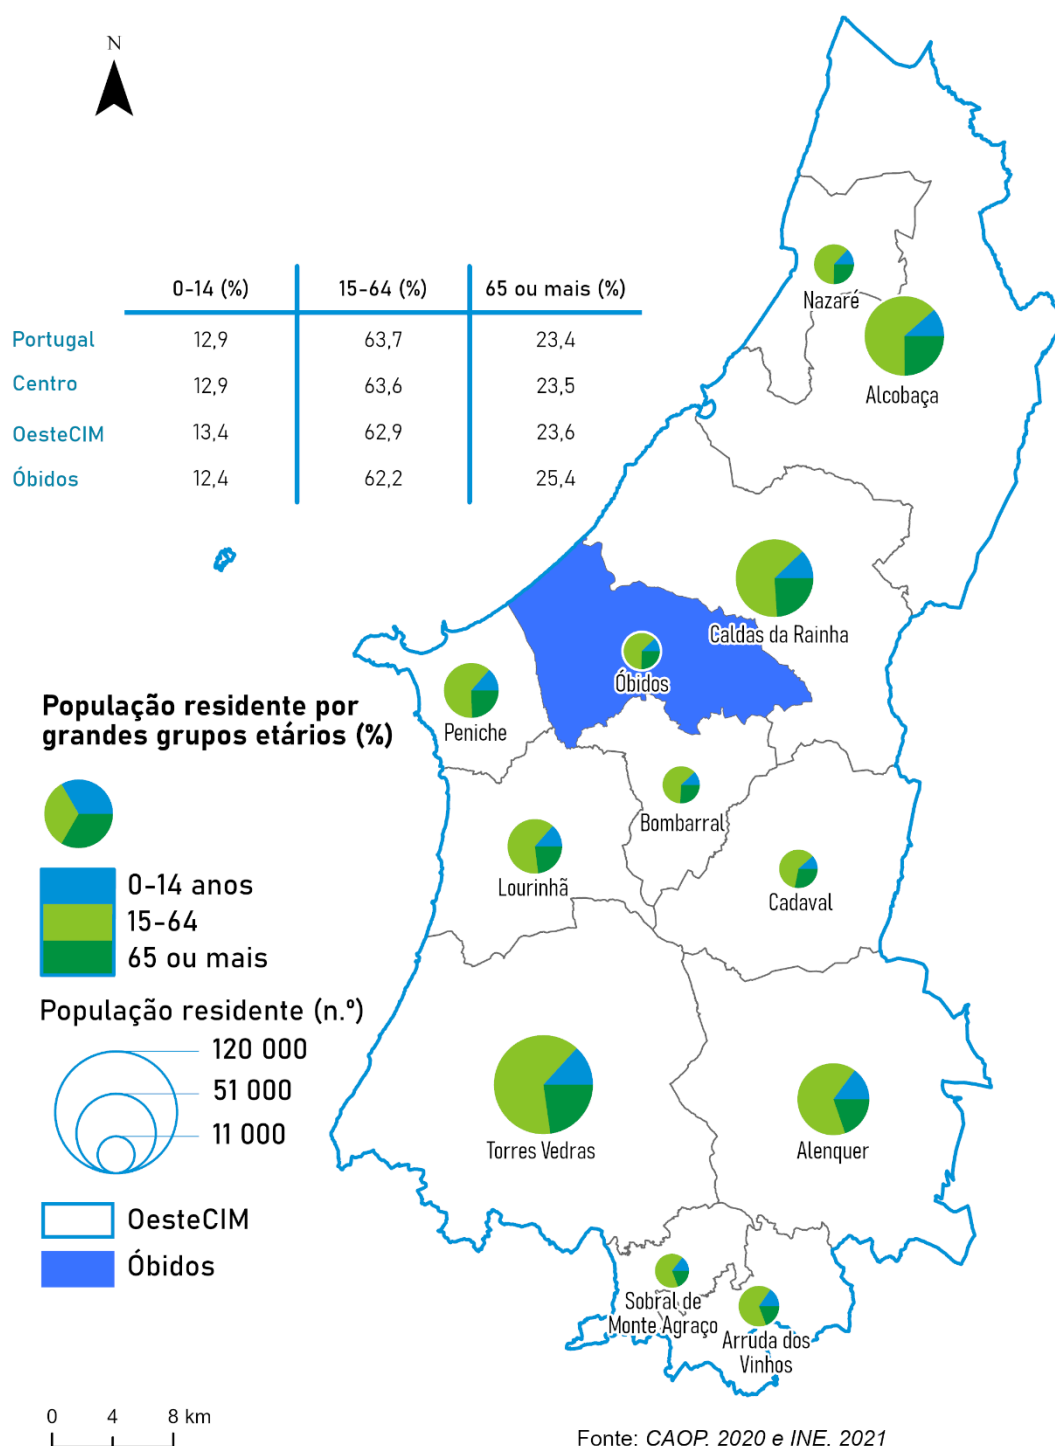 N
0-14 (%) 15-64 (%) 65 ou mais (%)
Portugal 12,9 63,7 23,4
Centro 12,9 63,6 23,5
OesteCIM 13,4 62,9 23,6
Óbidos 12,4 62,2 25,4
Nazaré
Alcobaça
Caldas da Rainha
Óbidos
Peniche
Bombarral
Lourinhã
Cadaval
Torres Vedras
Alenquer
Sobral de
Monte Agraço
Arruda dos
Vinhos
População residente por
grandes grupos etários (%)
0-14 anos
15-64
65 ou mais
População residente (n.º)
120 000
51 000
11 000
OesteCIM
Óbidos
0 4 8 km
Fonte: CAOP, 2020 e INE, 2021